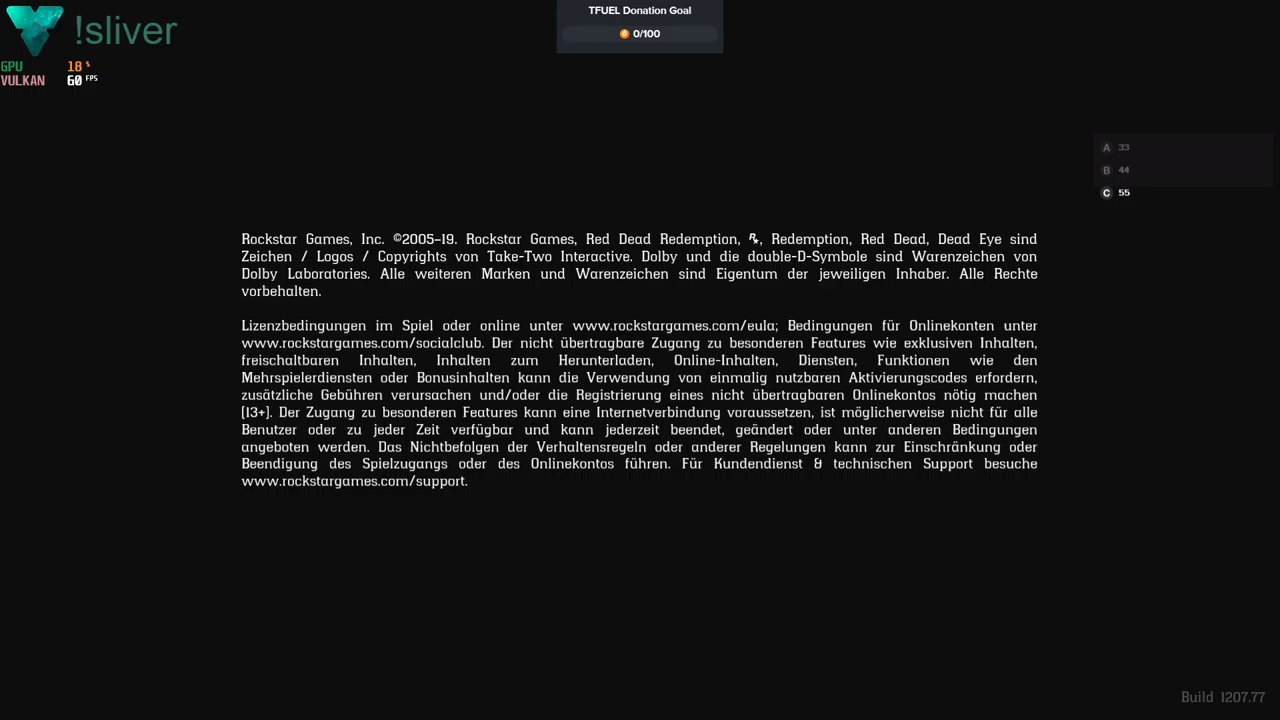 !sliver
TFUEL Donation Goal
0/100
GPU 18 %
VULKAN 60 FPS
A 33
B 44
C 55
Rockstar Games, Inc. ©2005–19. Rockstar Games, Red Dead Redemption, R*, Redemption, Red Dead, Dead Eye sind
Zeichen / Logos / Copyrights von Take-Two Interactive. Dolby und die double-D-Symbole sind Warenzeichen von
Dolby Laboratories. Alle weiteren Marken und Warenzeichen sind Eigentum der jeweiligen Inhaber. Alle Rechte
vorbehalten.
Lizenzbedingungen im Spiel oder online unter www.rockstargames.com/eula; Bedingungen für Onlinekonten unter
www.rockstargames.com/socialclub. Der nicht übertragbare Zugang zu besonderen Features wie exklusiven Inhalten,
freischaltbaren Inhalten, Inhalten zum Herunterladen, Online-Inhalten, Diensten, Funktionen wie den
Mehrspielerdiensten oder Bonusinhalten kann die Verwendung von einmalig nutzbaren Aktivierungscodes erfordern,
zusätzliche Gebühren verursachen und/oder die Registrierung eines nicht übertragbaren Onlinekontos nötig machen
[13+]. Der Zugang zu besonderen Features kann eine Internetverbindung voraussetzen, ist möglicherweise nicht für alle
Benutzer oder zu jeder Zeit verfügbar und kann jederzeit beendet, geändert oder unter anderen Bedingungen
angeboten werden. Das Nichtbefolgen der Verhaltensregeln oder anderer Regelungen kann zur Einschränkung oder
Beendigung des Spielzugangs oder des Onlinekontos führen. Für Kundendienst & technischen Support besuche
www.rockstargames.com/support.
Build 1207.77